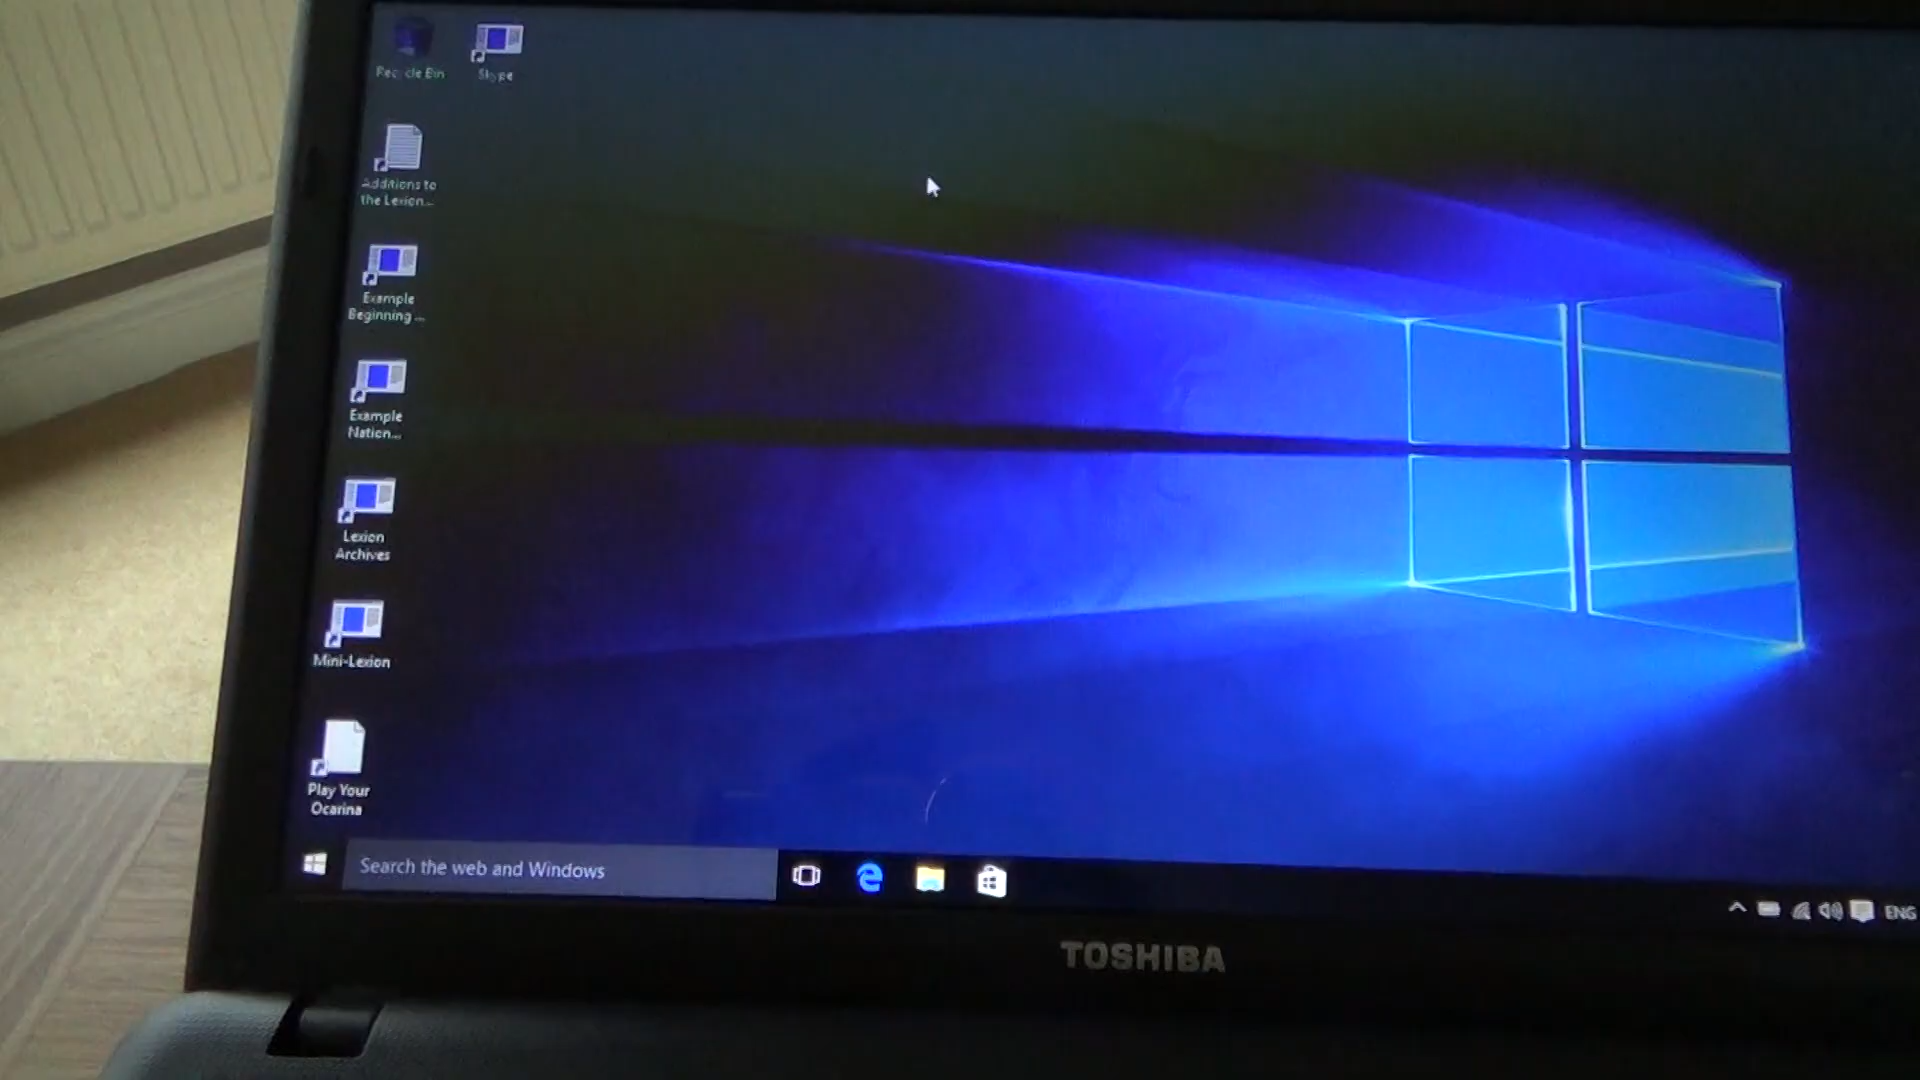 Recycle Bin
Skype
Additions to
the Lexion...
Example
Beginning ...
Example
Nation...
Lexion
Archives
Mini-Lexion
Play Your
Ocarina
Search the web and Windows
ENG
TOSHIBA